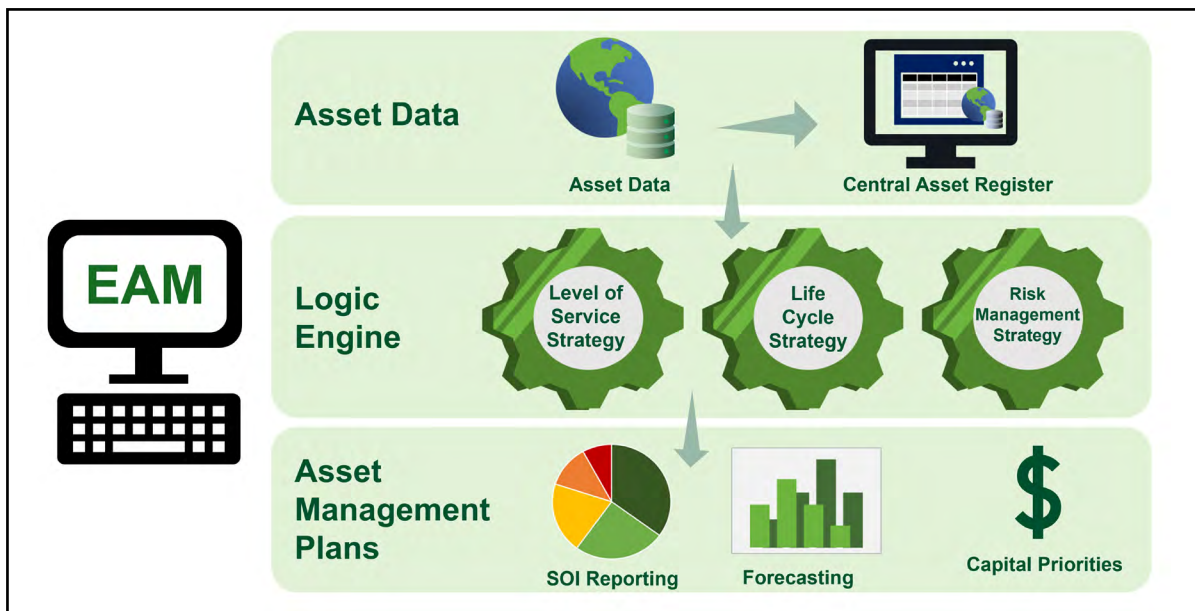 EAM
Asset Data
Asset Data
Central Asset Register
Logic
Engine
Level of
Service
Strategy
Life
Cycle
Strategy
Risk
Management
Strategy
Asset
Management
Plans
SOI Reporting
Forecasting
Capital Priorities
$